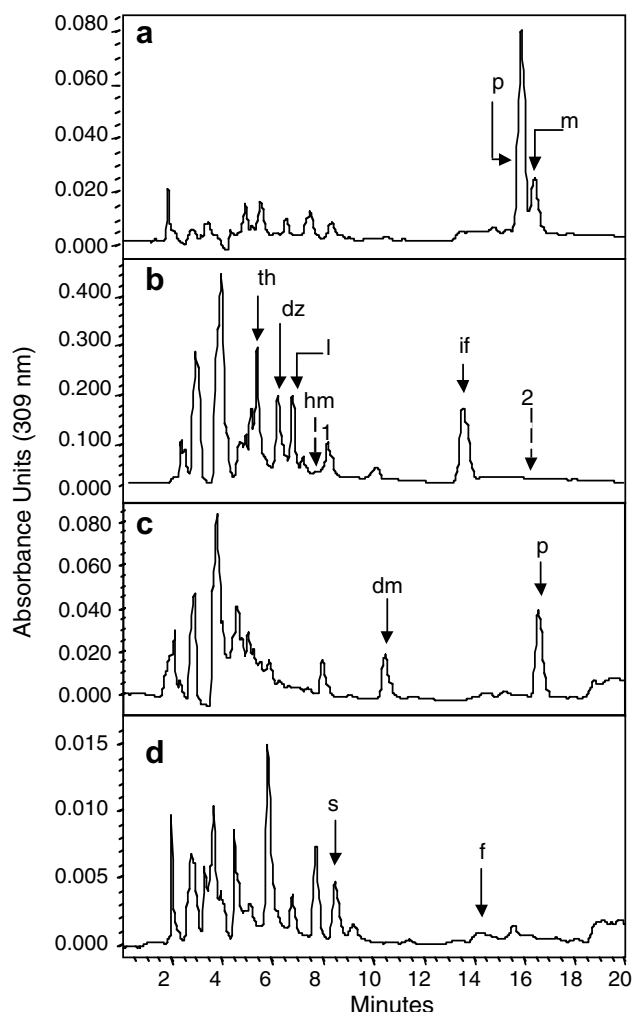 Absorbance Units (309 nm)
a
0.080
0.060
0.040
0.020
0.000
p
m
b
0.400
0.300
0.200
0.100
0.000
th
dz
l
hm
1
if
2
c
0.080
0.060
0.040
0.020
0.000
dm
p
d
0.015
0.010
0.005
0.000
s
f
2 4 6 8 10 12 14 16 18 20
Minutes